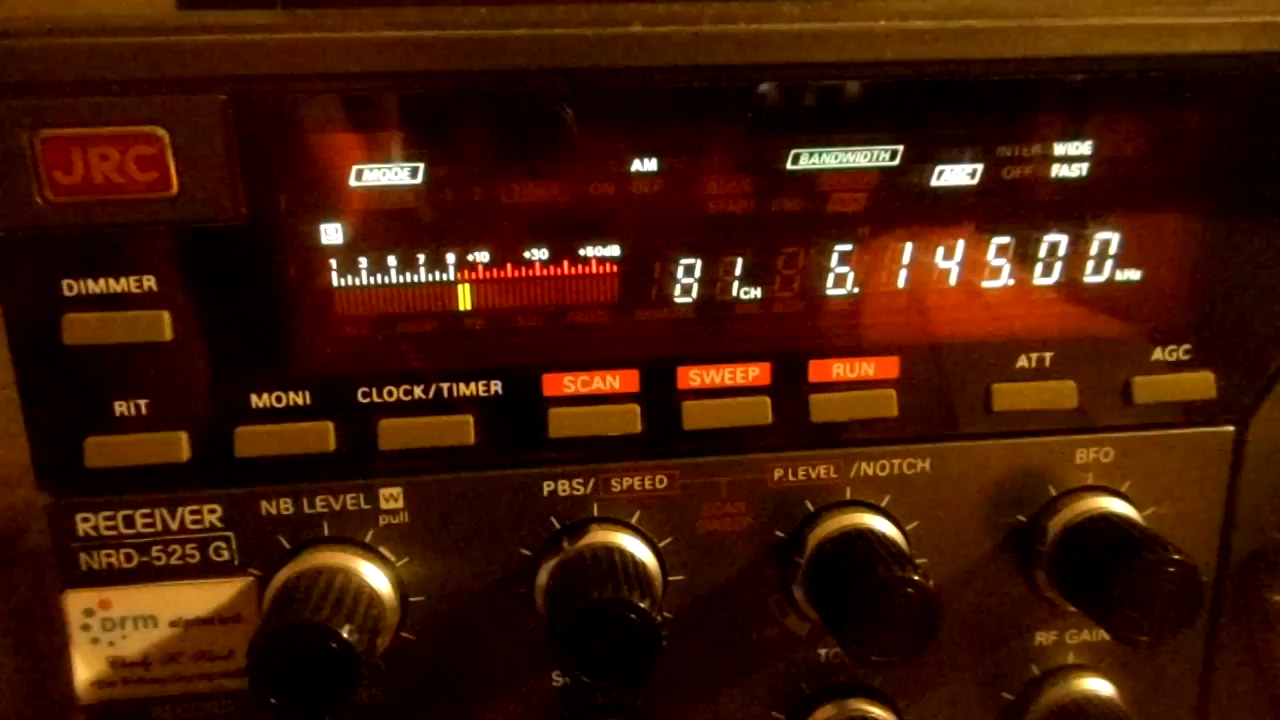 JRC
MODE AM BANDWIDTH AGC INTER WIDE
OFF FAST
S
1 3 5 7 9 +10 +30 +50dB
81 CH 6.145.00 kHz
DIMMER
RIT MONI CLOCK/TIMER SCAN SWEEP RUN ATT AGC
RECEIVER
NRD-525 G
NB LEVEL W
pull
PBS/ SPEED
P.LEVEL /NOTCH
BFO
drm
RF GAIN